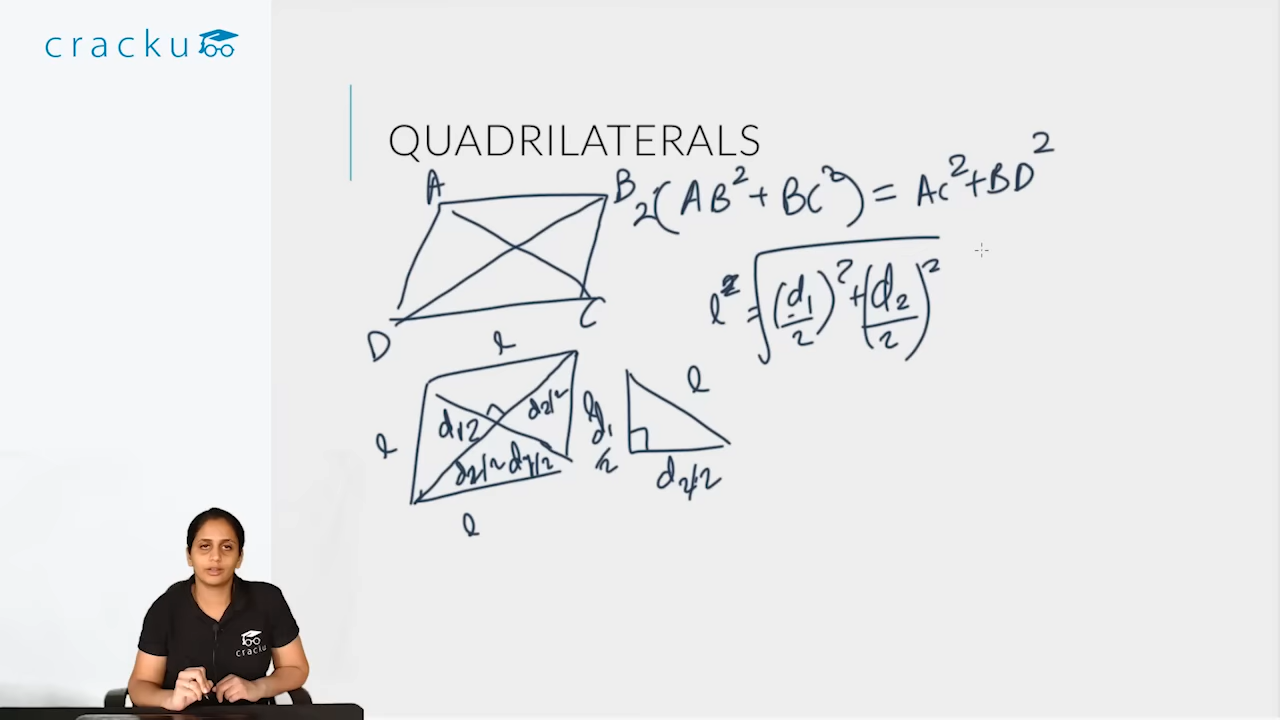 cracku
QUADRILATERALS
A
B
2(AB² + BC²) = AC² + BD²
D
C
l = √((d₁/2)² + (d₂/2)²)
l
l
l
d₁/2
d₂/2
d₂/2
d₁/2
l
d₁/2
l
d₂/2
cracku